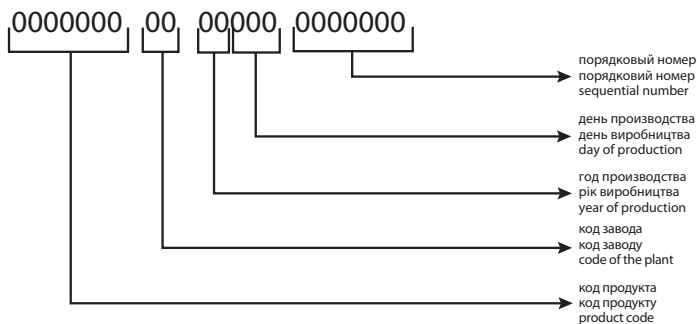 0000000 00 00000 0000000
порядковый номер
порядковий номер
sequential number
день производства
день виробництва
day of production
год производства
рік виробництва
year of production
код завода
код заводу
code of the plant
код продукта
код продукту
product code